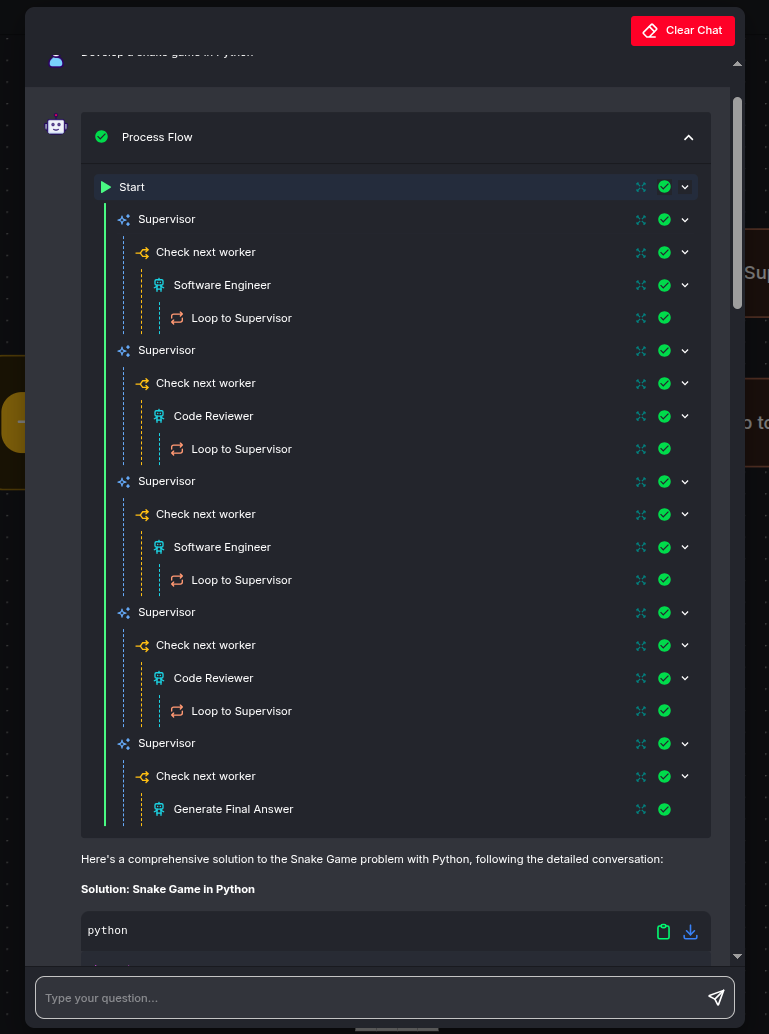 Clear Chat
Develop a snake game in Python
Process Flow
Start
Supervisor
Check next worker
Software Engineer
Loop to Supervisor
Supervisor
Check next worker
Code Reviewer
Loop to Supervisor
Supervisor
Check next worker
Software Engineer
Loop to Supervisor
Supervisor
Check next worker
Code Reviewer
Loop to Supervisor
Supervisor
Check next worker
Generate Final Answer
Here's a comprehensive solution to the Snake Game problem with Python, following the detailed conversation:
Solution: Snake Game in Python
python
Type your question...